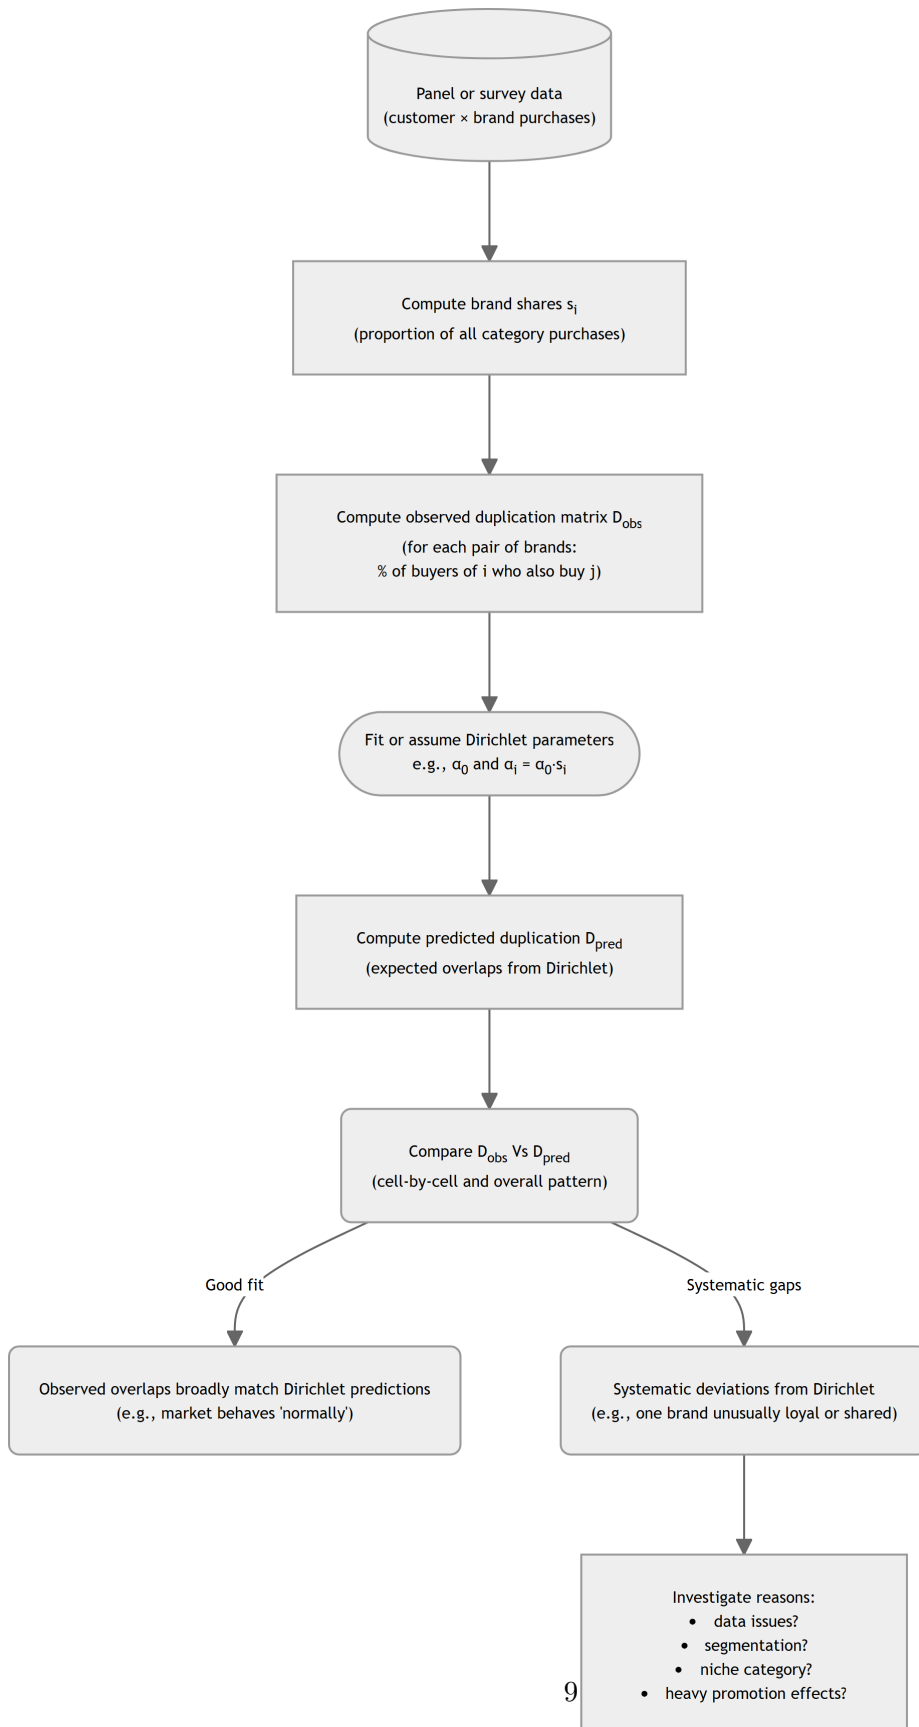 Panel or survey data
(customer × brand purchases)
Compute brand shares sᵢ
(proportion of all category purchases)
Compute observed duplication matrix D_obs
(for each pair of brands:
% of buyers of i who also buy j)
Fit or assume Dirichlet parameters
e.g., α₀ and αᵢ = α₀·sᵢ
Compute predicted duplication D_pred
(expected overlaps from Dirichlet)
Compare D_obs Vs D_pred
(cell-by-cell and overall pattern)
Good fit
Systematic gaps
Observed overlaps broadly match Dirichlet predictions
(e.g., market behaves 'normally')
Systematic deviations from Dirichlet
(e.g., one brand unusually loyal or shared)
Investigate reasons:
• data issues?
• segmentation?
• niche category?
• heavy promotion effects?
9